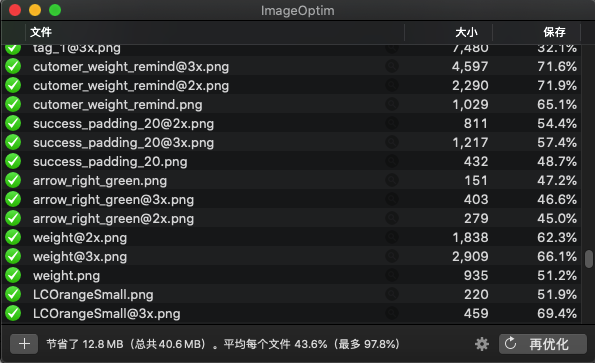 ImageOptim
文件 大小 保存
tag_1@3x.png 7,480 32.1%
cutomer_weight_remind@3x.png 4,597 71.6%
cutomer_weight_remind@2x.png 2,290 71.9%
cutomer_weight_remind.png 1,029 65.1%
success_padding_20@2x.png 811 54.4%
success_padding_20@3x.png 1,217 57.4%
success_padding_20.png 432 48.7%
arrow_right_green.png 151 47.2%
arrow_right_green@3x.png 403 46.6%
arrow_right_green@2x.png 279 45.0%
weight@2x.png 1,838 62.3%
weight@3x.png 2,909 66.1%
weight.png 935 51.2%
LCOrangeSmall.png 220 51.9%
LCOrangeSmall@3x.png 459 69.4%
节省了 12.8 MB（总共 40.6 MB）。平均每个文件 43.6%（最多 97.8%） 再优化